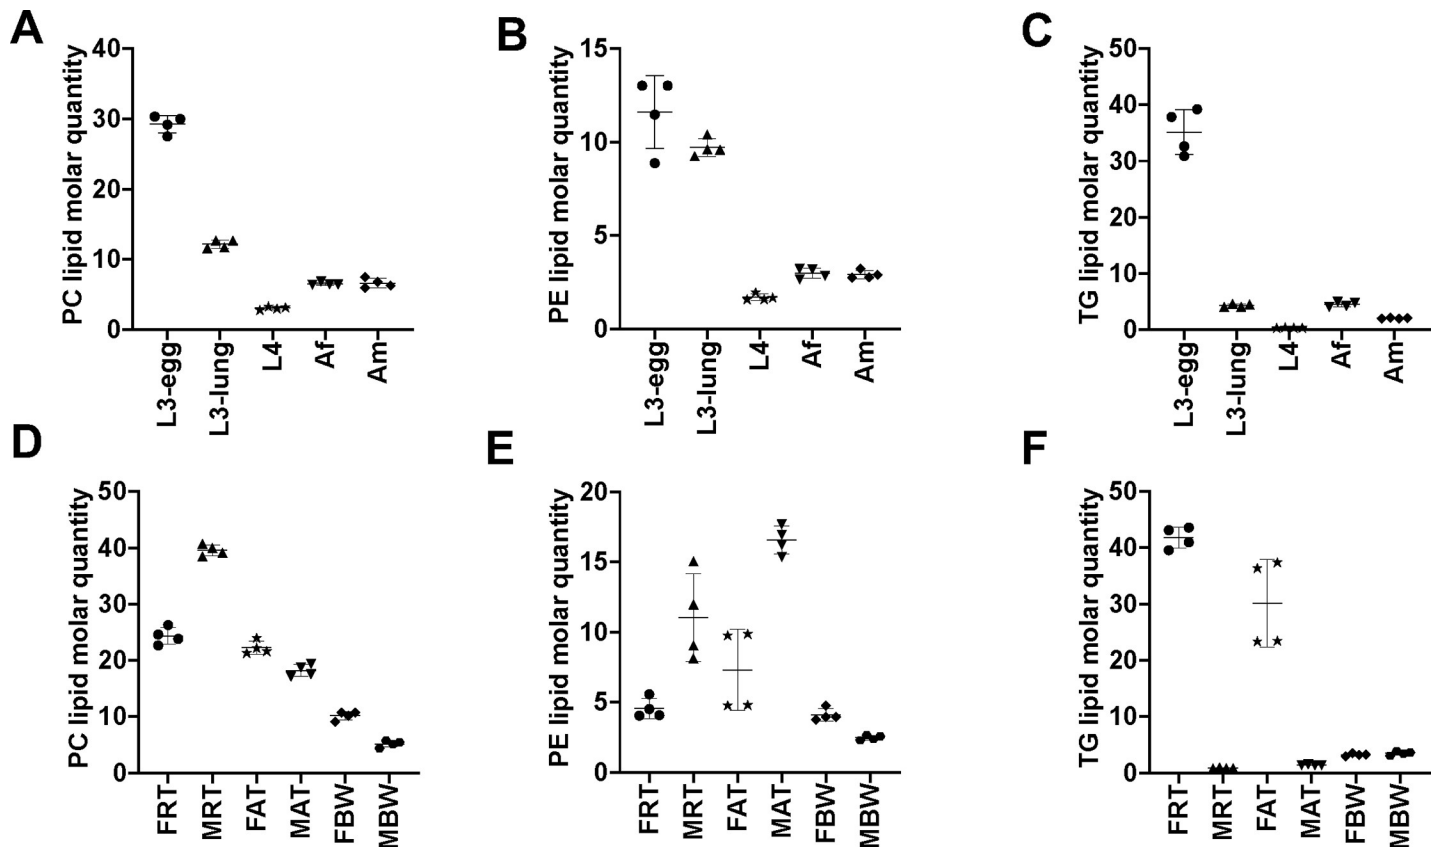 A
PC lipid molar quantity
40
30
20
10
0
L3-egg
L3-lung
L4
Af
Am
B
PE lipid molar quantity
15
10
5
0
L3-egg
L3-lung
L4
Af
Am
C
TG lipid molar quantity
50
40
30
20
10
0
L3-egg
L3-lung
L4
Af
Am
D
PC lipid molar quantity
50
40
30
20
10
0
FRT
MRT
FAT
MAT
FBW
MBW
E
PE lipid molar quantity
20
15
10
5
0
FRT
MRT
FAT
MAT
FBW
MBW
F
TG lipid molar quantity
50
40
30
20
10
0
FRT
MRT
FAT
MAT
FBW
MBW